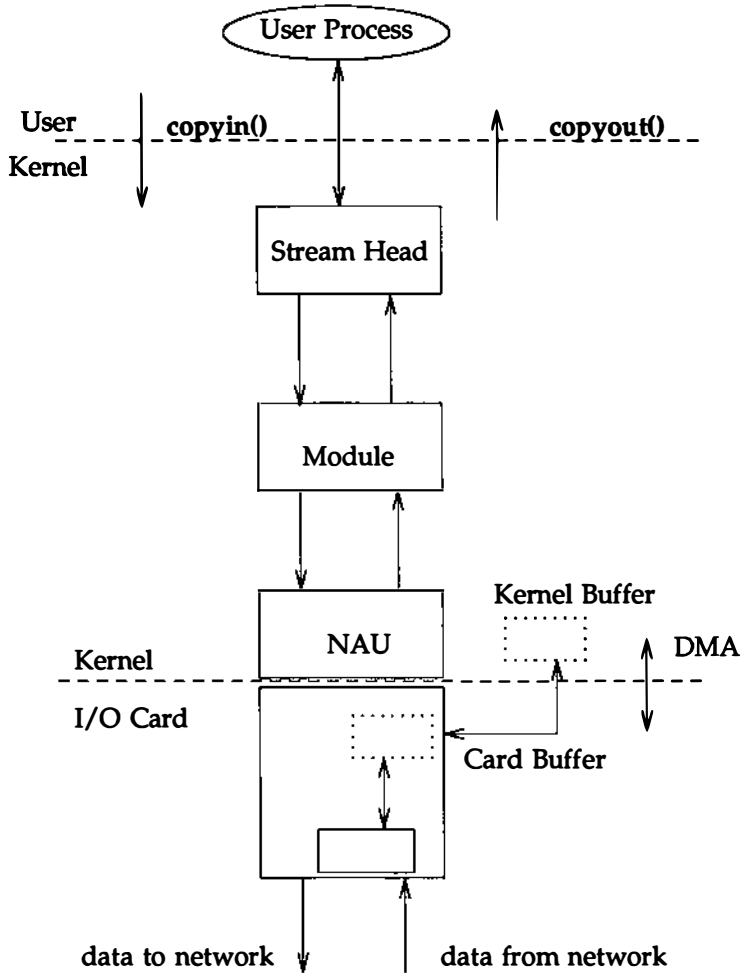 User Process
User
copyin()
copyout()
Kernel
Stream Head
Module
Kernel Buffer
NAU
Kernel
DMA
I/O Card
Card Buffer
data to network
data from network